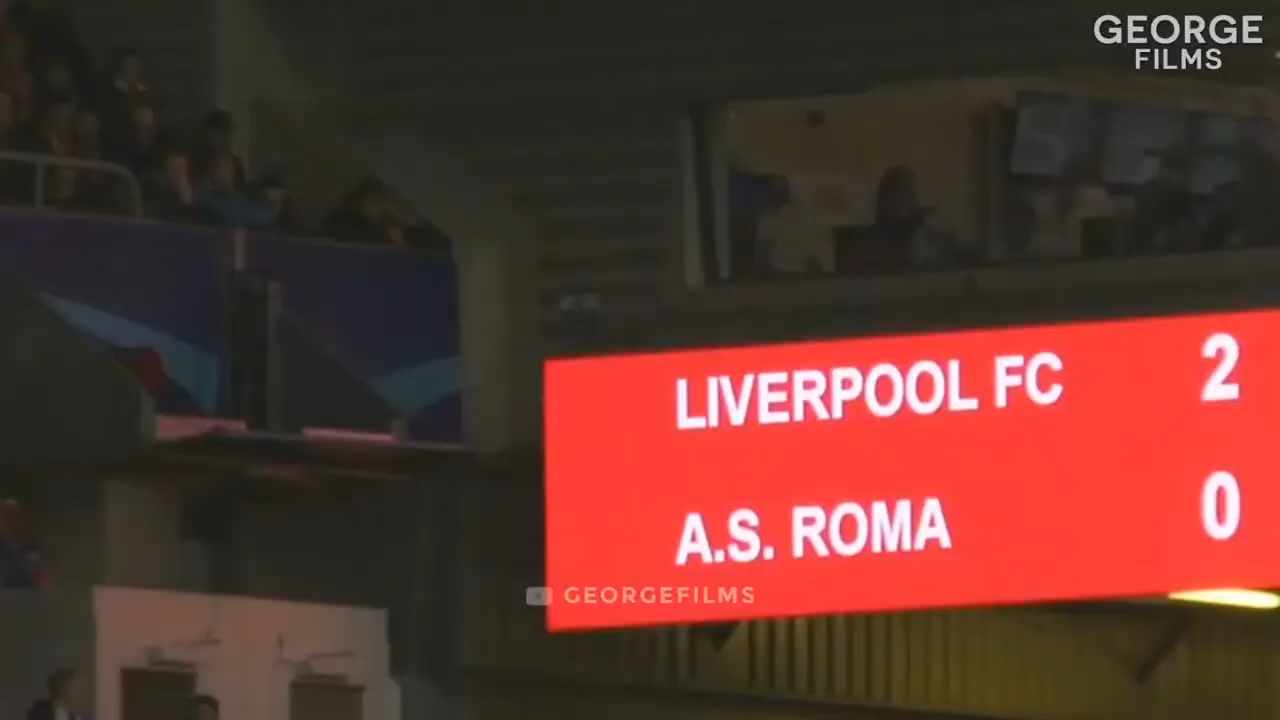 GEORGE
FILMS
LIVERPOOL FC 2
A.S. ROMA 0
GEORGEFILMS